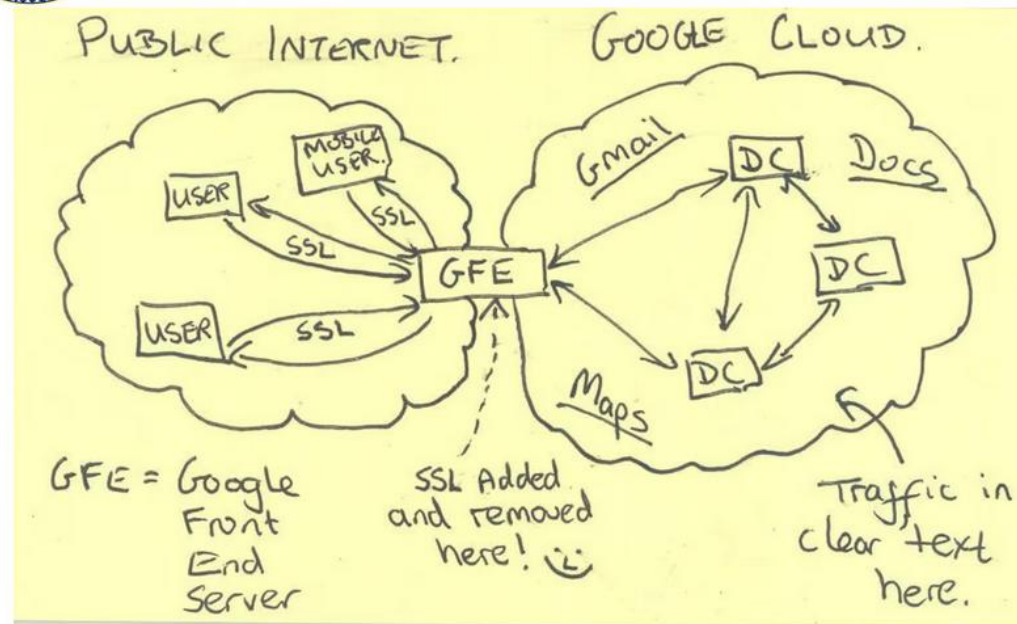 PUBLIC INTERNET.
GOOGLE CLOUD.
MOBILE
USER.
USER
SSL
SSL
USER
SSL
GFE
Gmail
DC
Docs
DC
DC
Maps
GFE = Google
Front
End
Server
SSL Added
and removed
here!
Traffic in
clear text
here.